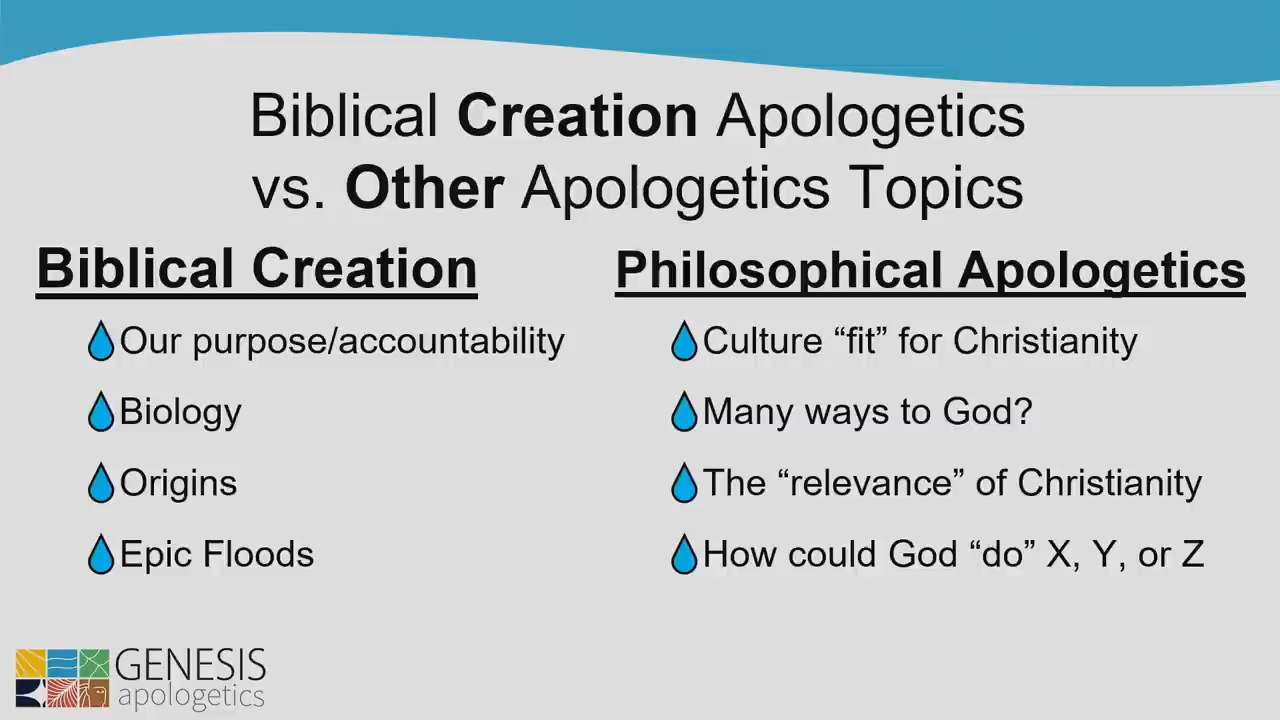 Biblical Creation Apologetics
vs. Other Apologetics Topics
Biblical Creation
Our purpose/accountability
Biology
Origins
Epic Floods
Philosophical Apologetics
Culture “fit” for Christianity
Many ways to God?
The “relevance” of Christianity
How could God “do” X, Y, or Z
GENESIS
apologetics